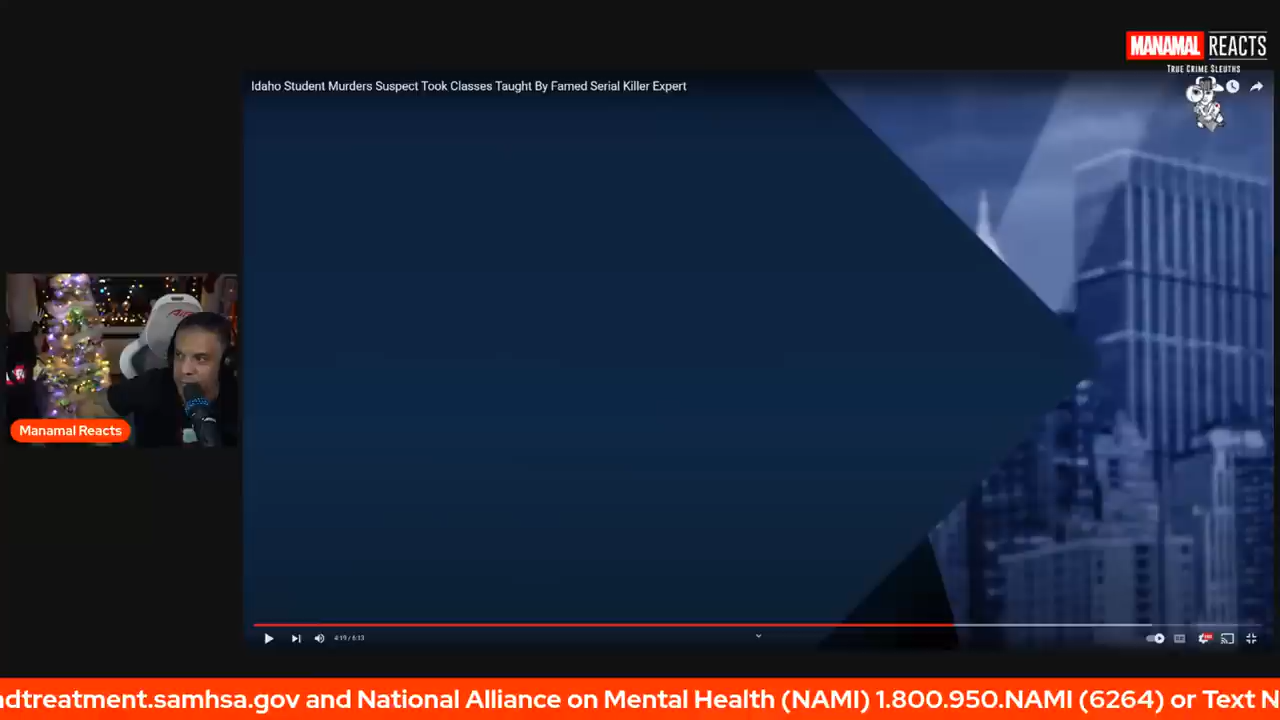 MANAMAL REACTS
TRUE CRIME SLEUTHS
Idaho Student Murders Suspect Took Classes Taught By Famed Serial Killer Expert
Manamal Reacts
4:19 / 6:13
adtreatment.samhsa.gov and National Alliance on Mental Health (NAMI) 1.800.950.NAMI (6264) or Text N